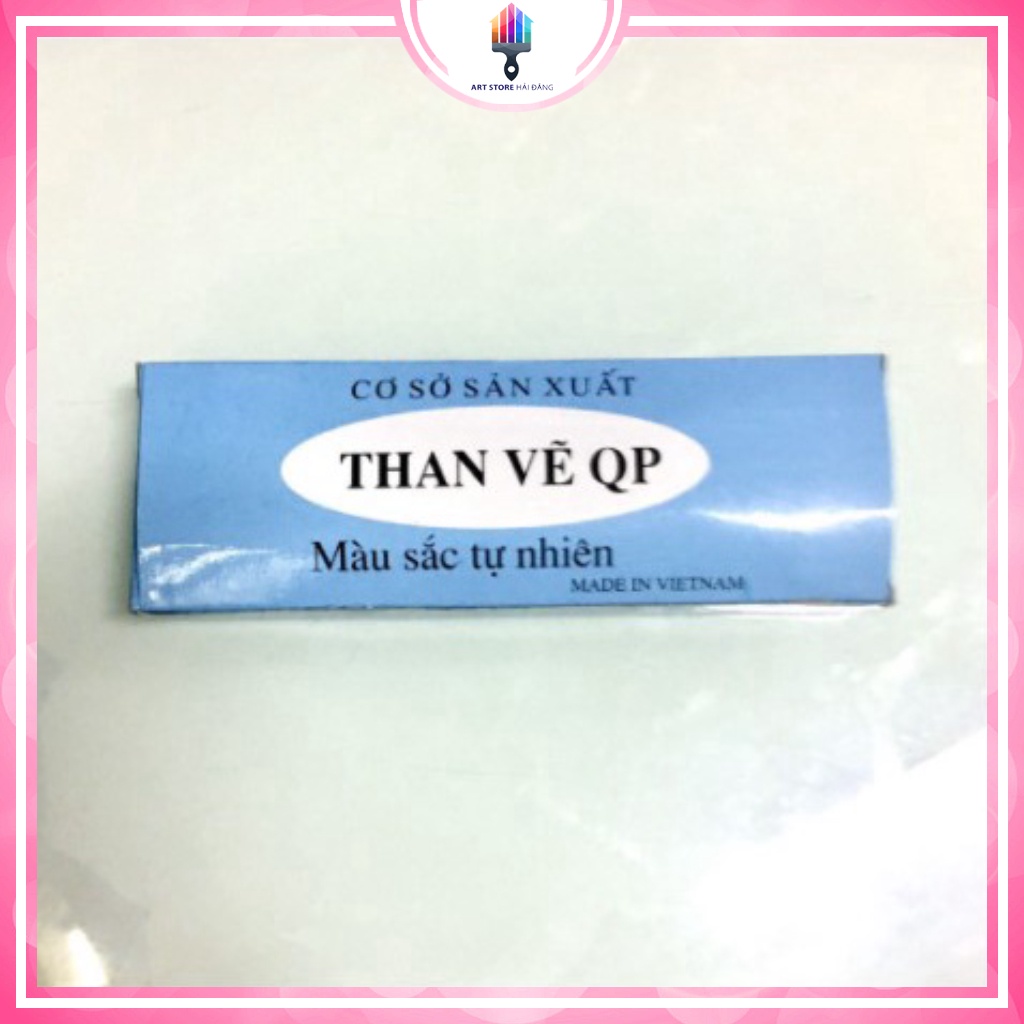 ART STORE HẢI ĐĂNG
CƠ SỞ SẢN XUẤT
THAN VẼ QP
Màu sắc tự nhiên
MADE IN VIETNAM